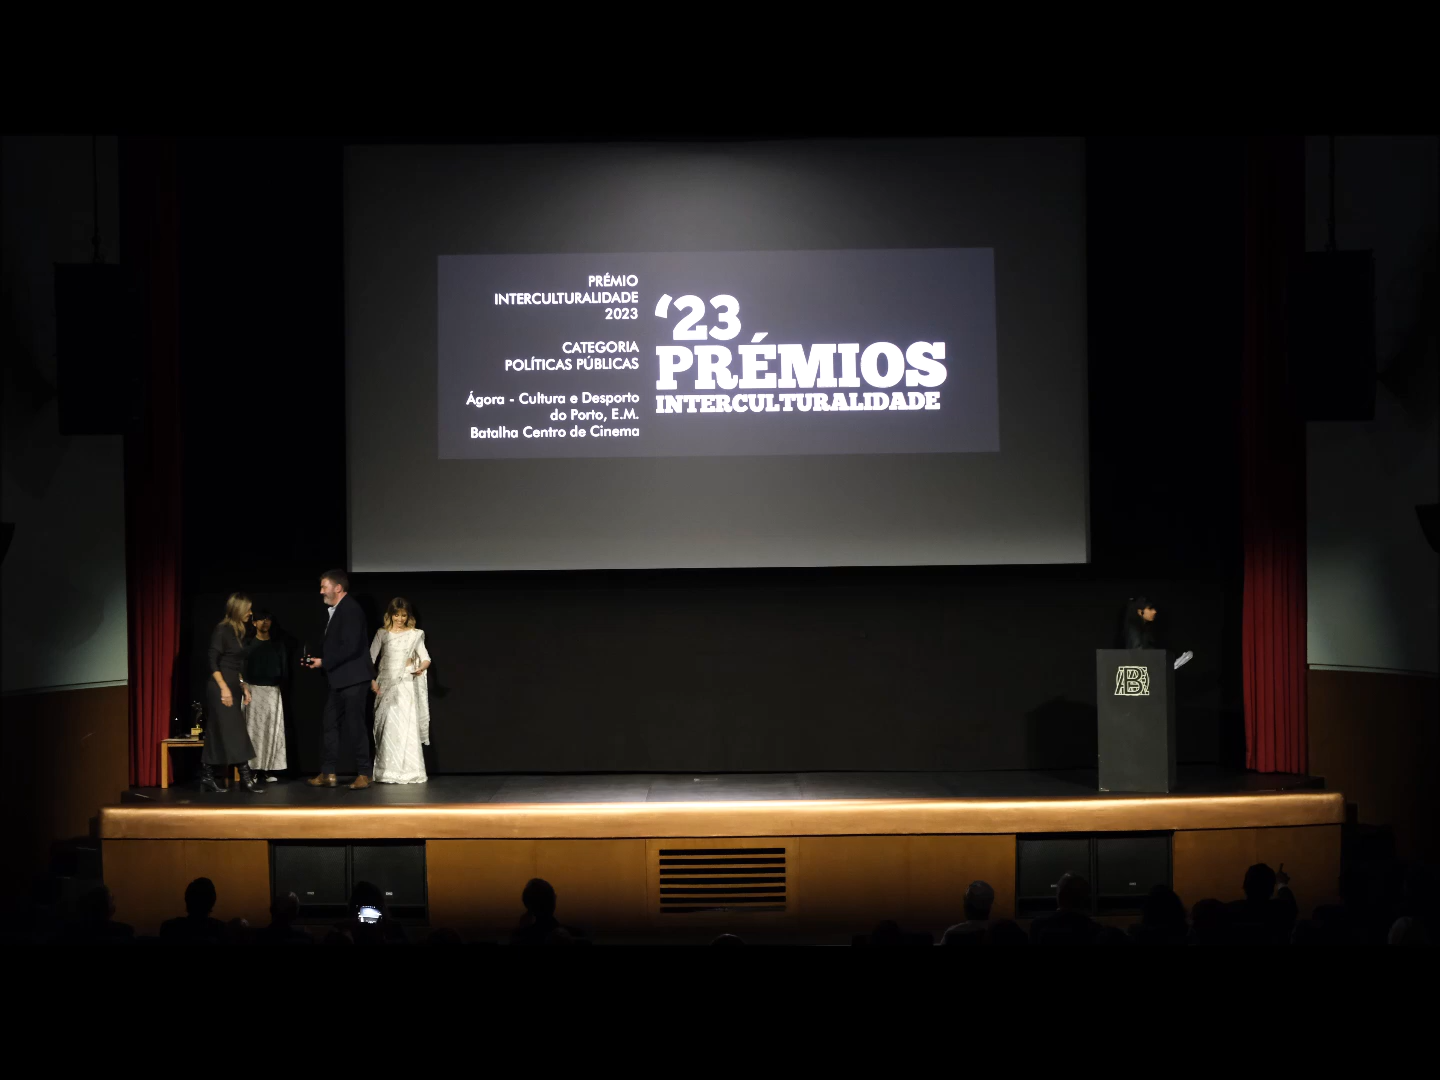 PRÉMIO
INTERCULTURALIDADE
2023
CATEGORIA
POLÍTICAS PÚBLICAS
Ágora - Cultura e Desporto
do Porto, E.M.
Batalha Centro de Cinema
‘23
PRÉMIOS
INTERCULTURALIDADE